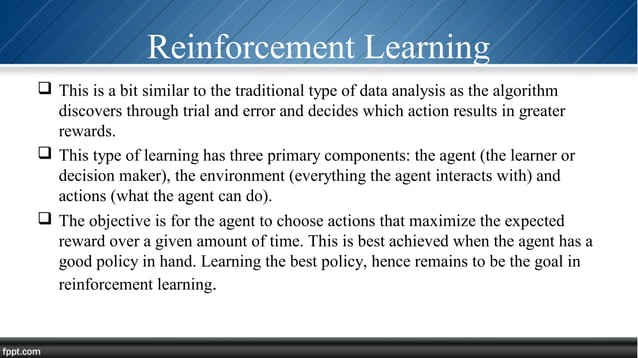 Reinforcement Learning
❑ This is a bit similar to the traditional type of data analysis as the algorithm
discovers through trial and error and decides which action results in greater
rewards.
❑ This type of learning has three primary components: the agent (the learner or
decision maker), the environment (everything the agent interacts with) and
actions (what the agent can do).
❑ The objective is for the agent to choose actions that maximize the expected
reward over a given amount of time. This is best achieved when the agent has a
good policy in hand. Learning the best policy, hence remains to be the goal in
reinforcement learning.
fppt.com